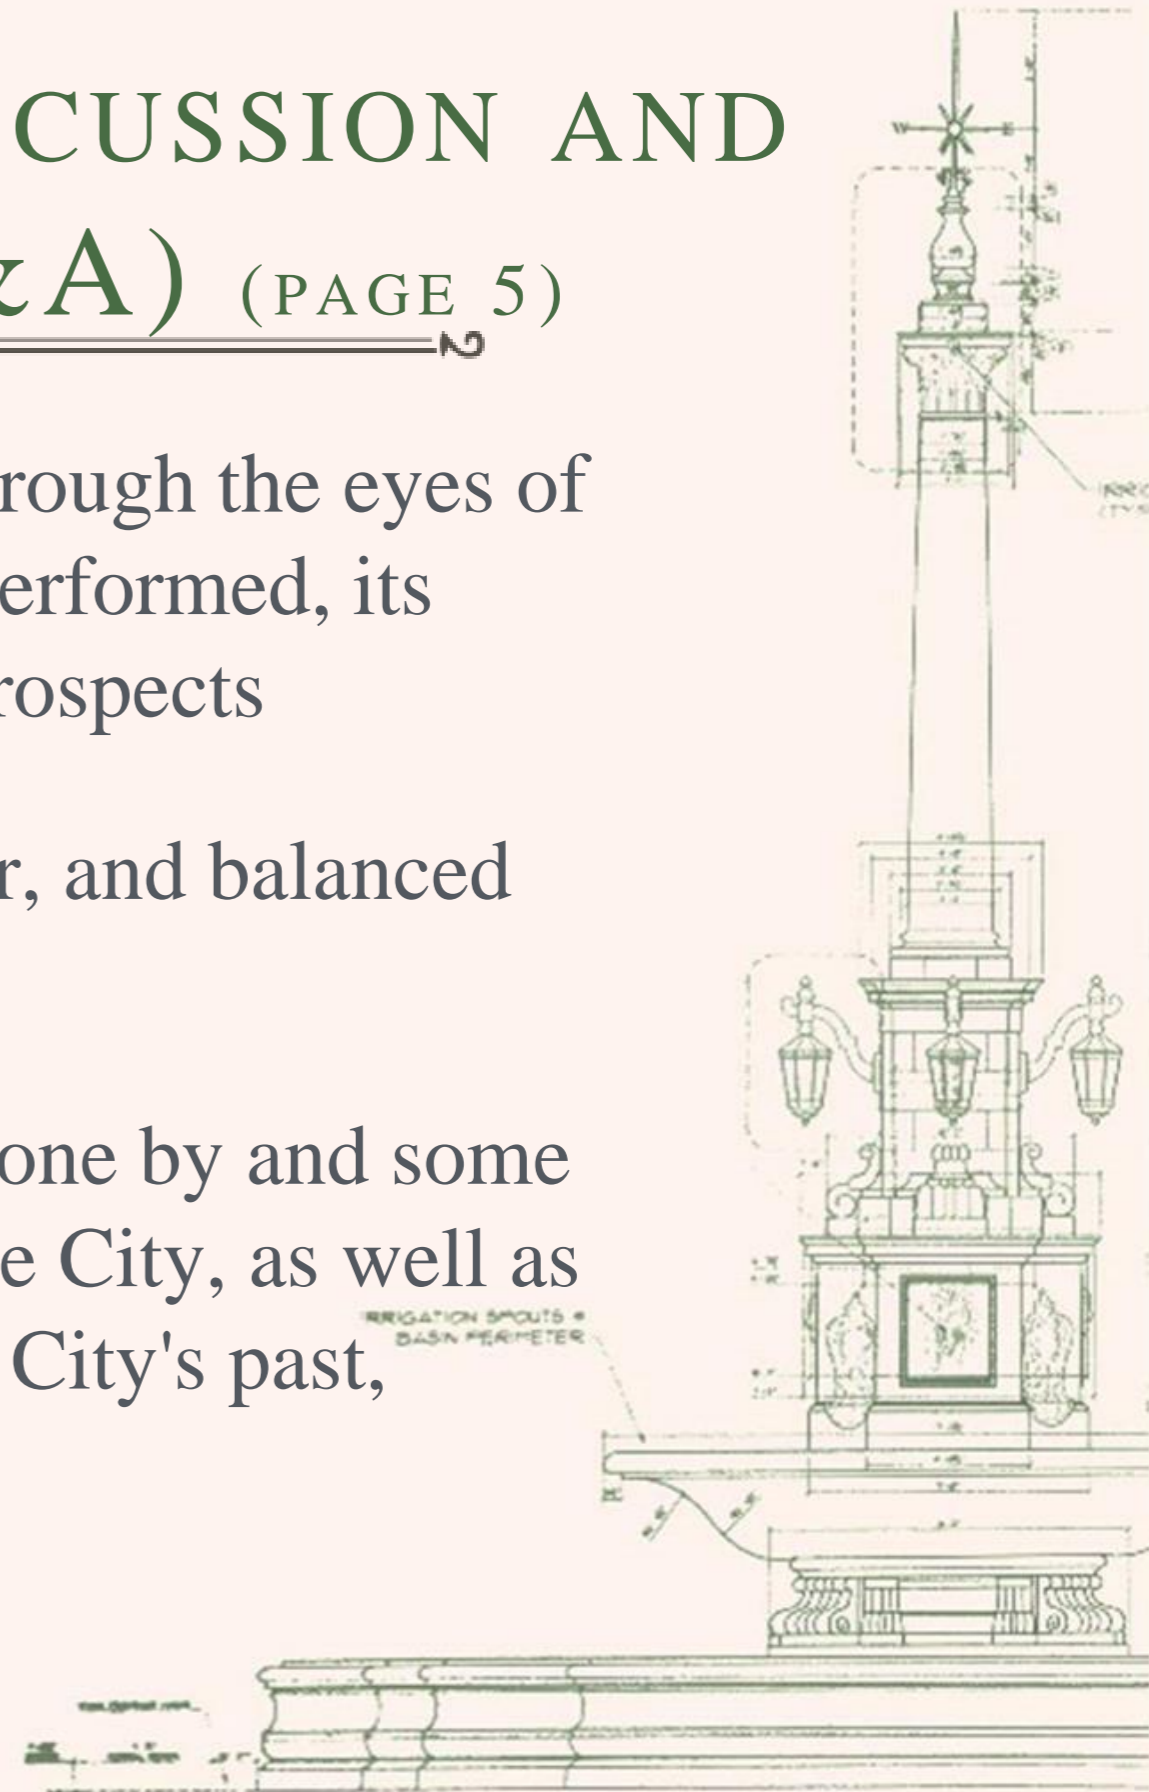 CUSSION AND
&A) (PAGE 5)
rough the eyes of
erformed, its
rospects
r, and balanced
one by and some
e City, as well as
City's past,
IRRIGATION SPOUTS @
BASIN PERIMETER
W E